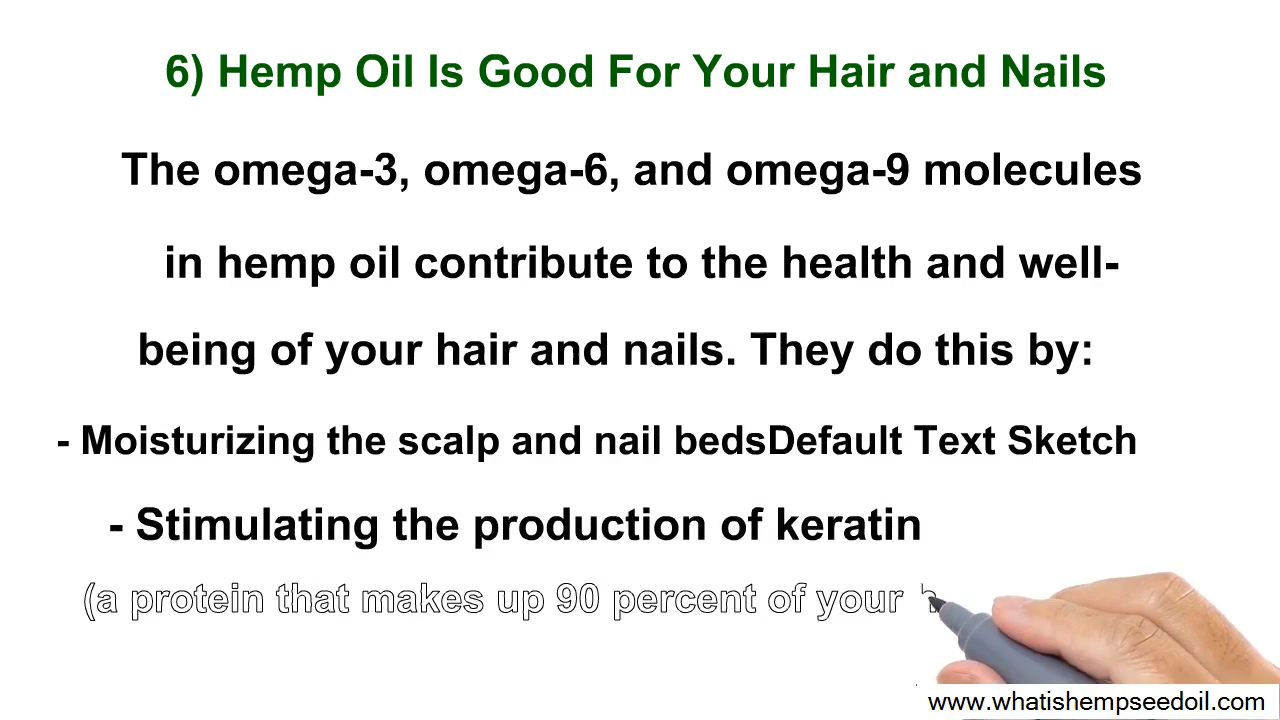 6) Hemp Oil Is Good For Your Hair and Nails
The omega-3, omega-6, and omega-9 molecules
in hemp oil contribute to the health and well-
being of your hair and nails. They do this by:
- Moisturizing the scalp and nail bedsDefault Text Sketch
- Stimulating the production of keratin
(a protein that makes up 90 percent of your
www.whatishempseedoil.com